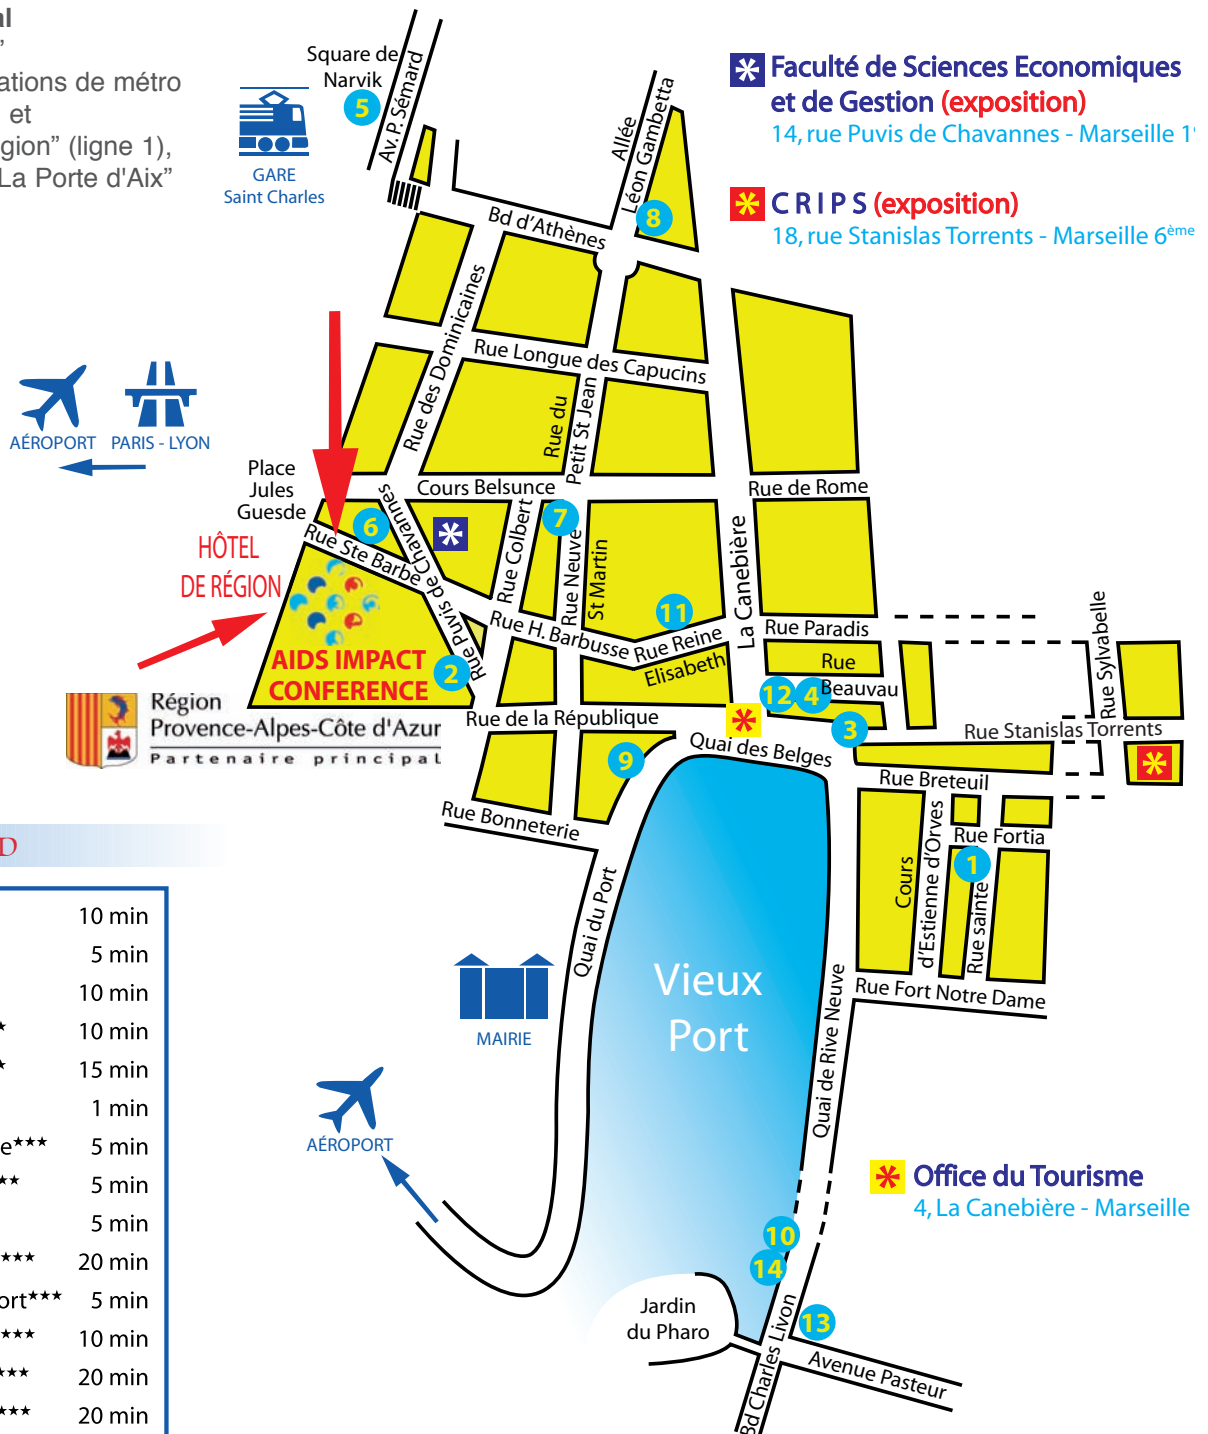 al
”
ations de métro
et
gion” (ligne 1),
La Porte d'Aix”
Square de
Narvik
5
Av. P. Sémard
GARE
Saint Charles
Allée
Léon Gambetta
8
Bd d’Athènes
Faculté de Sciences Economiques
et de Gestion (exposition)
14, rue Puvis de Chavannes - Marseille 1
CRIPS (exposition)
18, rue Stanislas Torrents - Marseille 6ème
Rue des Dominicaines
Rue Longue des Capucins
Rue du
Petit St Jean
AÉROPORT
PARIS - LYON
Place
Jules
Guesde
Cours Belsunce
Rue de Rome
HÔTEL
DE RÉGION
6
7
Rue Ste Barbe
Rue Puvis de Chavannes
Rue Colbert
Rue Neuve
St Martin
La Canebière
11
Rue H. Barbusse
Rue Reine
Elisabeth
Rue Paradis
Rue
Beauvau
Rue Sylvabelle
AIDS IMPACT
CONFERENCE
2
12
4
3
Région
Provence-Alpes-Côte d'Azur
Partenaire principal
Rue de la République
Quai des Belges
Rue Stanislas Torrents
9
Rue Breteuil
Rue Bonneterie
Rue Fortia
1
Cours
d'Estienne d'Orves
Rue sainte
Rue Fort Notre Dame
Quai du Port
Vieux
Port
Quai de Rive Neuve
MAIRIE
AÉROPORT
Office du Tourisme
4, La Canebière - Marseille
10
14
13
Jardin
du Pharo
Bd Charles Livon
Avenue Pasteur
D
10 min
5 min
10 min
★ 10 min
★ 15 min
1 min
e★★★ 5 min
★★ 5 min
5 min
★★★ 20 min
ort★★★ 5 min
★★★ 10 min
★★★ 20 min
★★★ 20 min